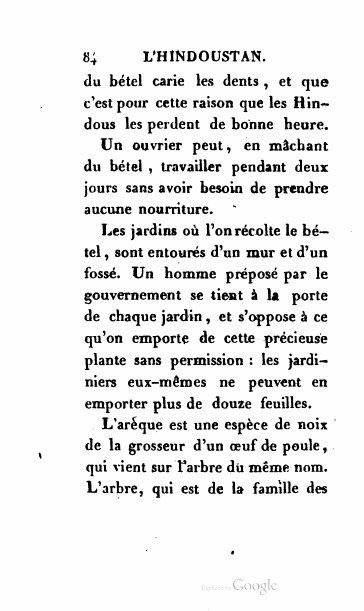 84 L'HINDOUSTAN.
du bétel carie les dents, et que
c'est pour cette raison que les Hin-
dous les perdent de bonne heure.
Un ouvrier peut, en mâchant
du bétel, travailler pendant deux
jours sans avoir besoin de prendre
aucune nourriture.
Les jardins où l'on récolte le bé-
tel, sont entourés d'un mur et d'un
fossé. Un homme préposé par le
gouvernement se tient à la porte
de chaque jardin, et s'oppose à ce
qu'on emporte de cette précieuse
plante sans permission : les jardi-
niers eux-mêmes ne peuvent en
emporter plus de douze feuilles.
L'arêque est une espèce de noix
de la grosseur d'un œuf de poule,
qui vient sur l'arbre du même nom.
L'arbre, qui est de la famille des
Digitized by Google